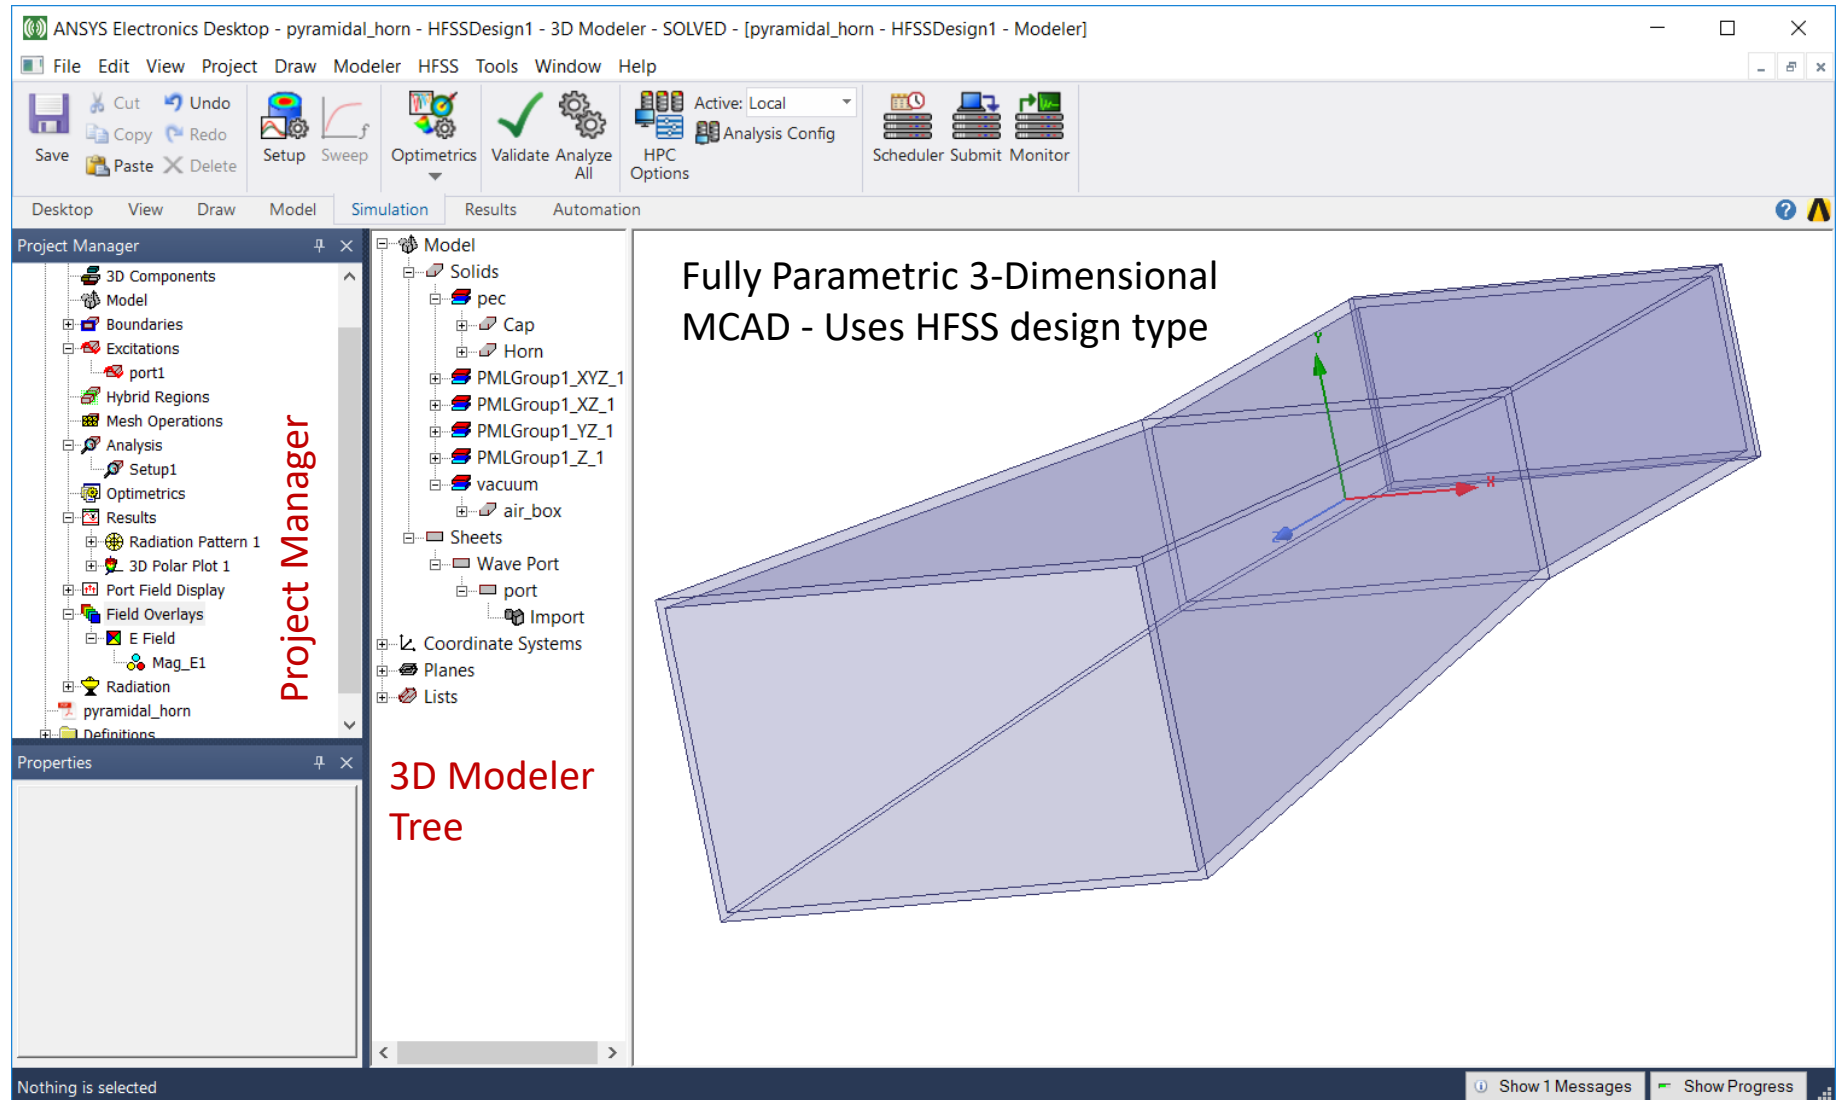 ANSYS Electronics Desktop - pyramidal_horn - HFSSDesign1 - 3D Modeler - SOLVED - [pyramidal_horn - HFSSDesign1 - Modeler]
File Edit View Project Draw Modeler HFSS Tools Window Help
Save
Cut
Copy
Paste
Undo
Redo
Delete
Setup
Sweep
Optimetrics
Validate
Analyze All
HPC Options
Active: Local
Analysis Config
Scheduler
Submit
Monitor
Desktop View Draw Model Simulation Results Automation
Project Manager
3D Components
Model
Boundaries
Excitations
port1
Hybrid Regions
Mesh Operations
Analysis
Setup1
Optimetrics
Results
Radiation Pattern 1
3D Polar Plot 1
Port Field Display
Field Overlays
E Field
Mag_E1
Radiation
pyramidal_horn
Definitions
Project Manager
Properties
Model
Solids
pec
Cap
Horn
PMLGroup1_XYZ_1
PMLGroup1_XZ_1
PMLGroup1_YZ_1
PMLGroup1_Z_1
vacuum
air_box
Sheets
Wave Port
port
Import
Coordinate Systems
Planes
Lists
3D Modeler
Tree
Fully Parametric 3-Dimensional
MCAD - Uses HFSS design type
Y
X
Nothing is selected
Show 1 Messages
Show Progress